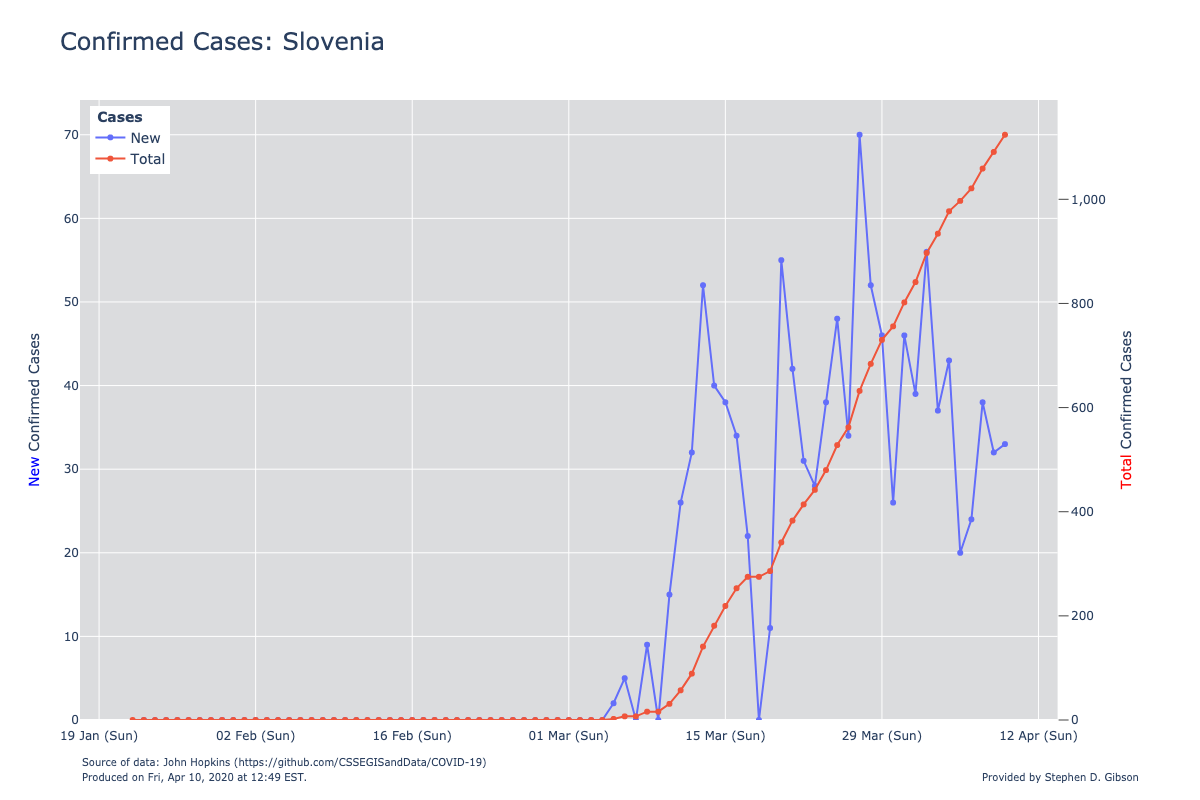 Confirmed Cases: Slovenia
Cases
New
Total
70
60
50
40
30
20
10
0
New Confirmed Cases
1,000
800
600
400
200
0
Total Confirmed Cases
19 Jan (Sun) 02 Feb (Sun) 16 Feb (Sun) 01 Mar (Sun) 15 Mar (Sun) 29 Mar (Sun) 12 Apr (Sun)
Source of data: John Hopkins (https://github.com/CSSEGISandData/COVID-19)
Produced on Fri, Apr 10, 2020 at 12:49 EST.
Provided by Stephen D. Gibson